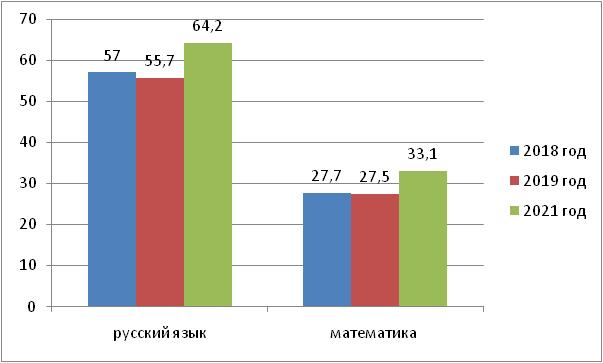 70
60
50
40
30
20
10
0
57
55,7
64,2
27,7
27,5
33,1
русский язык
математика
2018 год
2019 год
2021 год